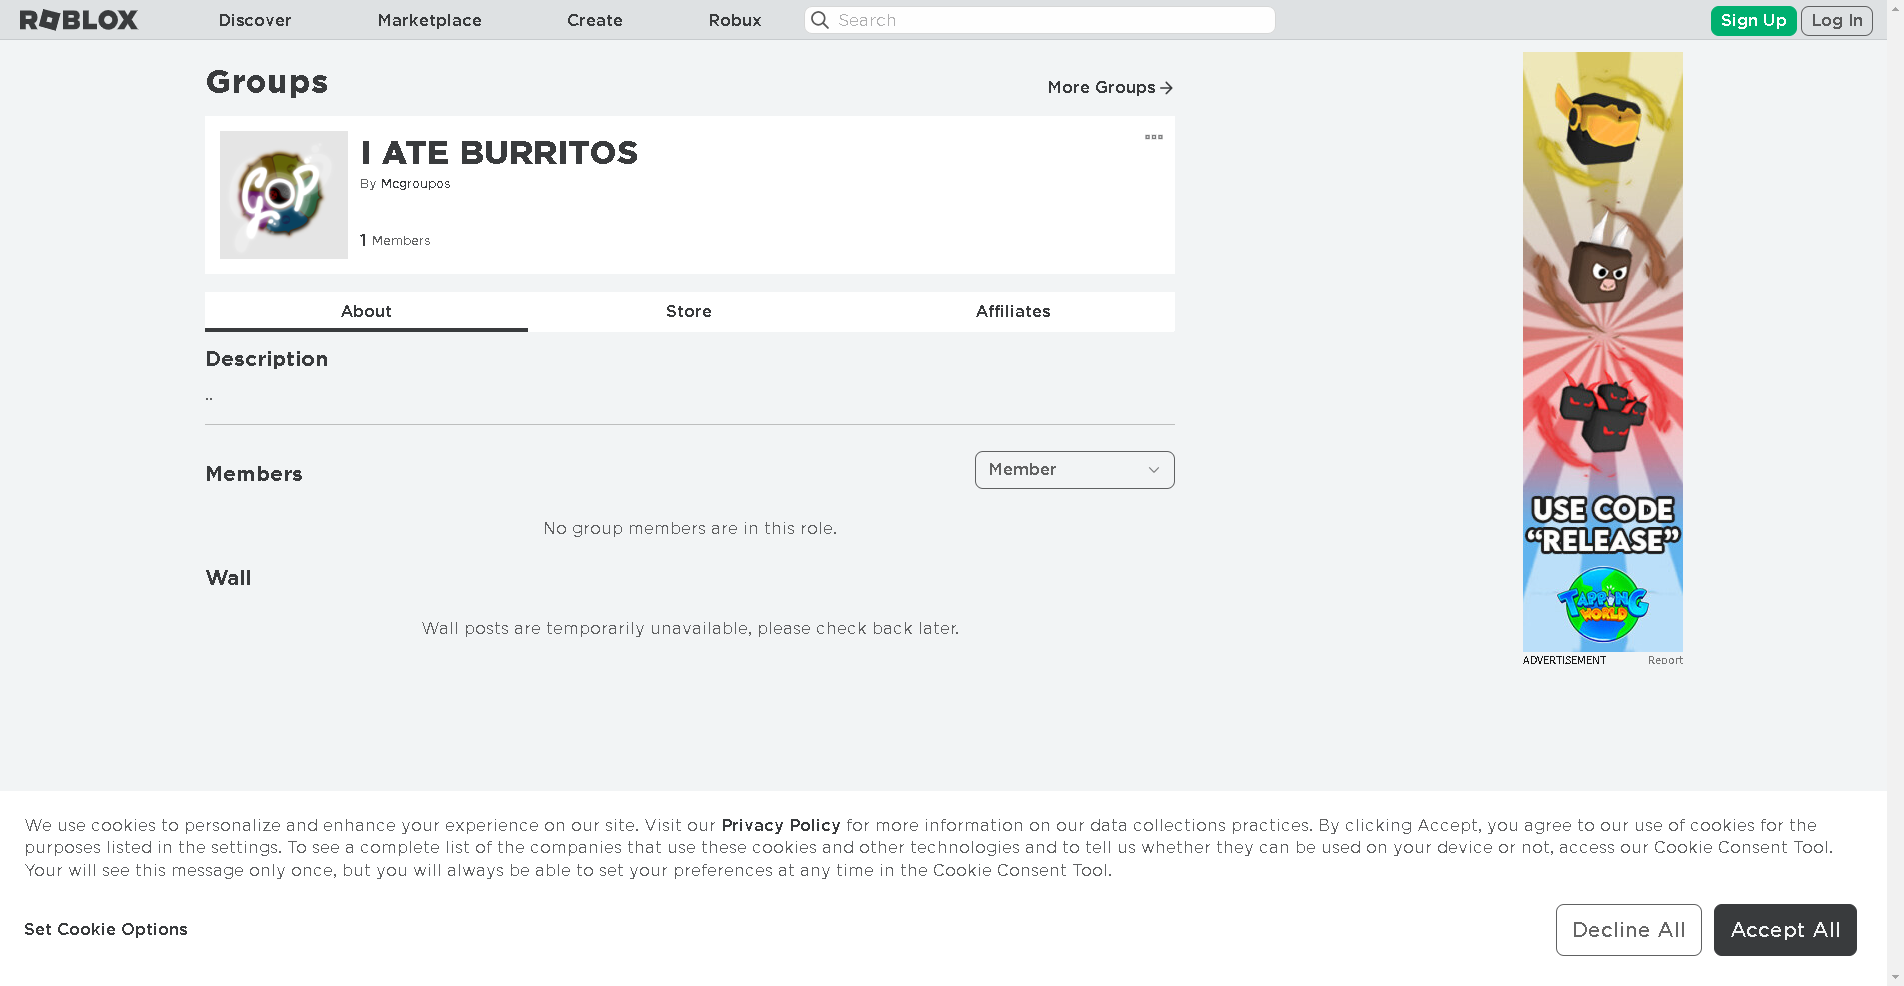 ROBLOX
Discover
Marketplace
Create
Robux
Search
Sign Up
Log In
Groups
More Groups
GOP
I ATE BURRITOS
By Mcgroupos
1 Members
About
Store
Affiliates
Description
..
Members
Member
No group members are in this role.
Wall
Wall posts are temporarily unavailable, please check back later.
USE CODE
“RELEASE”
TAPPING
WORLD
ADVERTISEMENT
Report
We use cookies to personalize and enhance your experience on our site. Visit our Privacy Policy for more information on our data collections practices. By clicking Accept, you agree to our use of cookies for the
purposes listed in the settings. To see a complete list of the companies that use these cookies and other technologies and to tell us whether they can be used on your device or not, access our Cookie Consent Tool.
Your will see this message only once, but you will always be able to set your preferences at any time in the Cookie Consent Tool.
Set Cookie Options
Decline All
Accept All